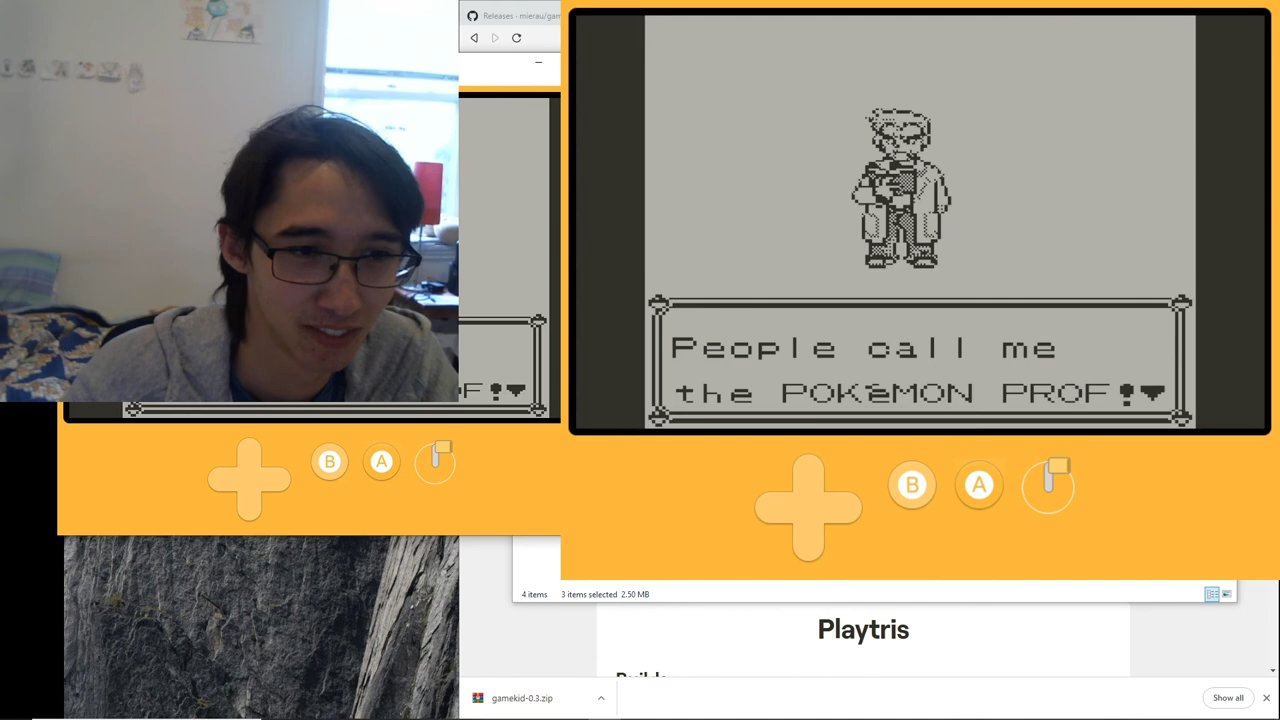 Releases - mierau/gam
People call me
the POKéMON PROF!▼
F!▼
B
A
B
A
4 items 3 items selected 2.50 MB
Playtris
gamekid-0.3.zip
Show all